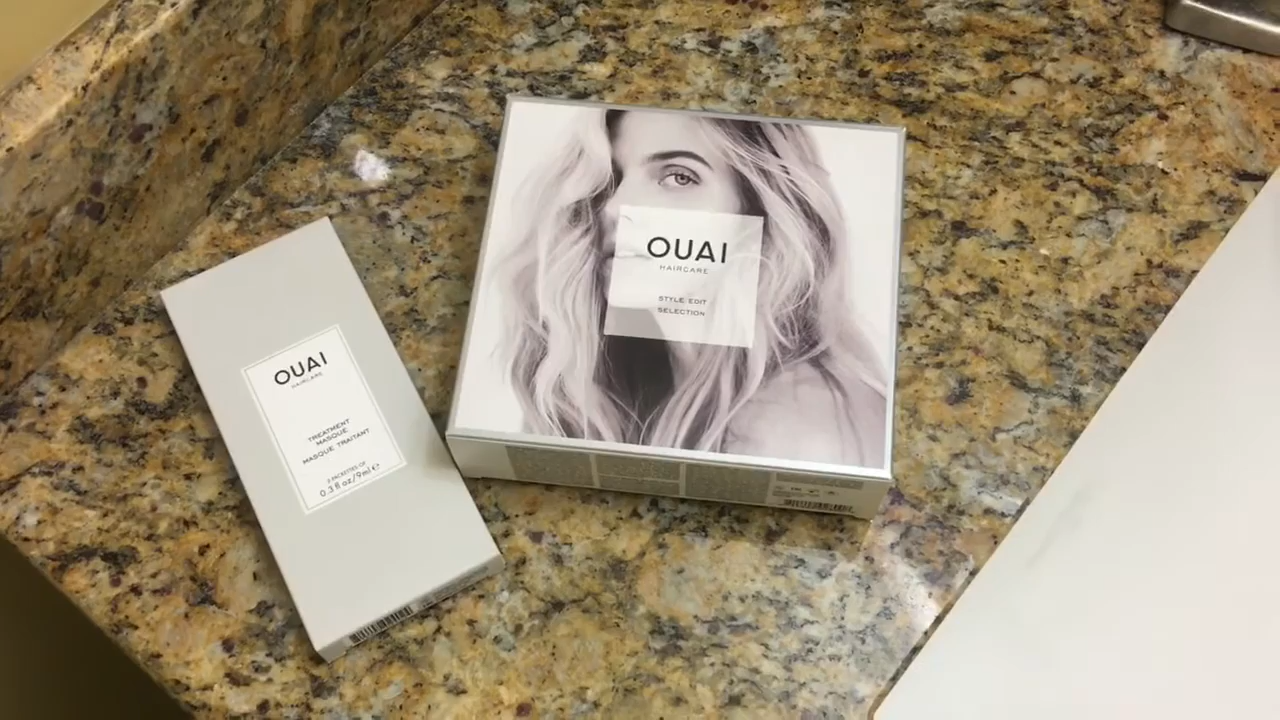 OUAI
HAIRCARE
TREATMENT
MASQUE
MASQUE TRAITANT
0.3 fl oz/9ml e
OUAI
HAIRCARE
STYLE EDIT
SELECTION